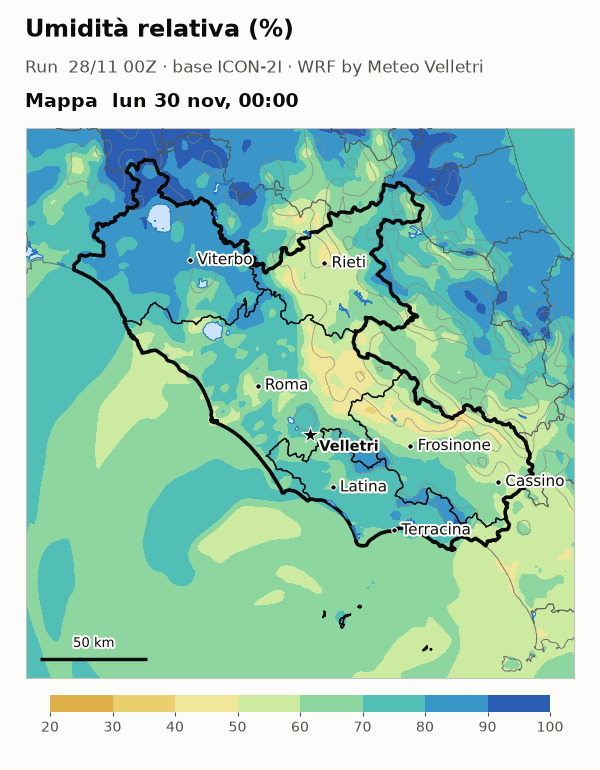 Umidità relativa (%)
Run  28/11 00Z · base ICON-2I · WRF by Meteo Velletri
Mappa  lun 30 nov, 00:00
Viterbo
Rieti
Roma
Velletri
Frosinone
Cassino
Latina
Terracina
50 km
20 30 40 50 60 70 80 90 100